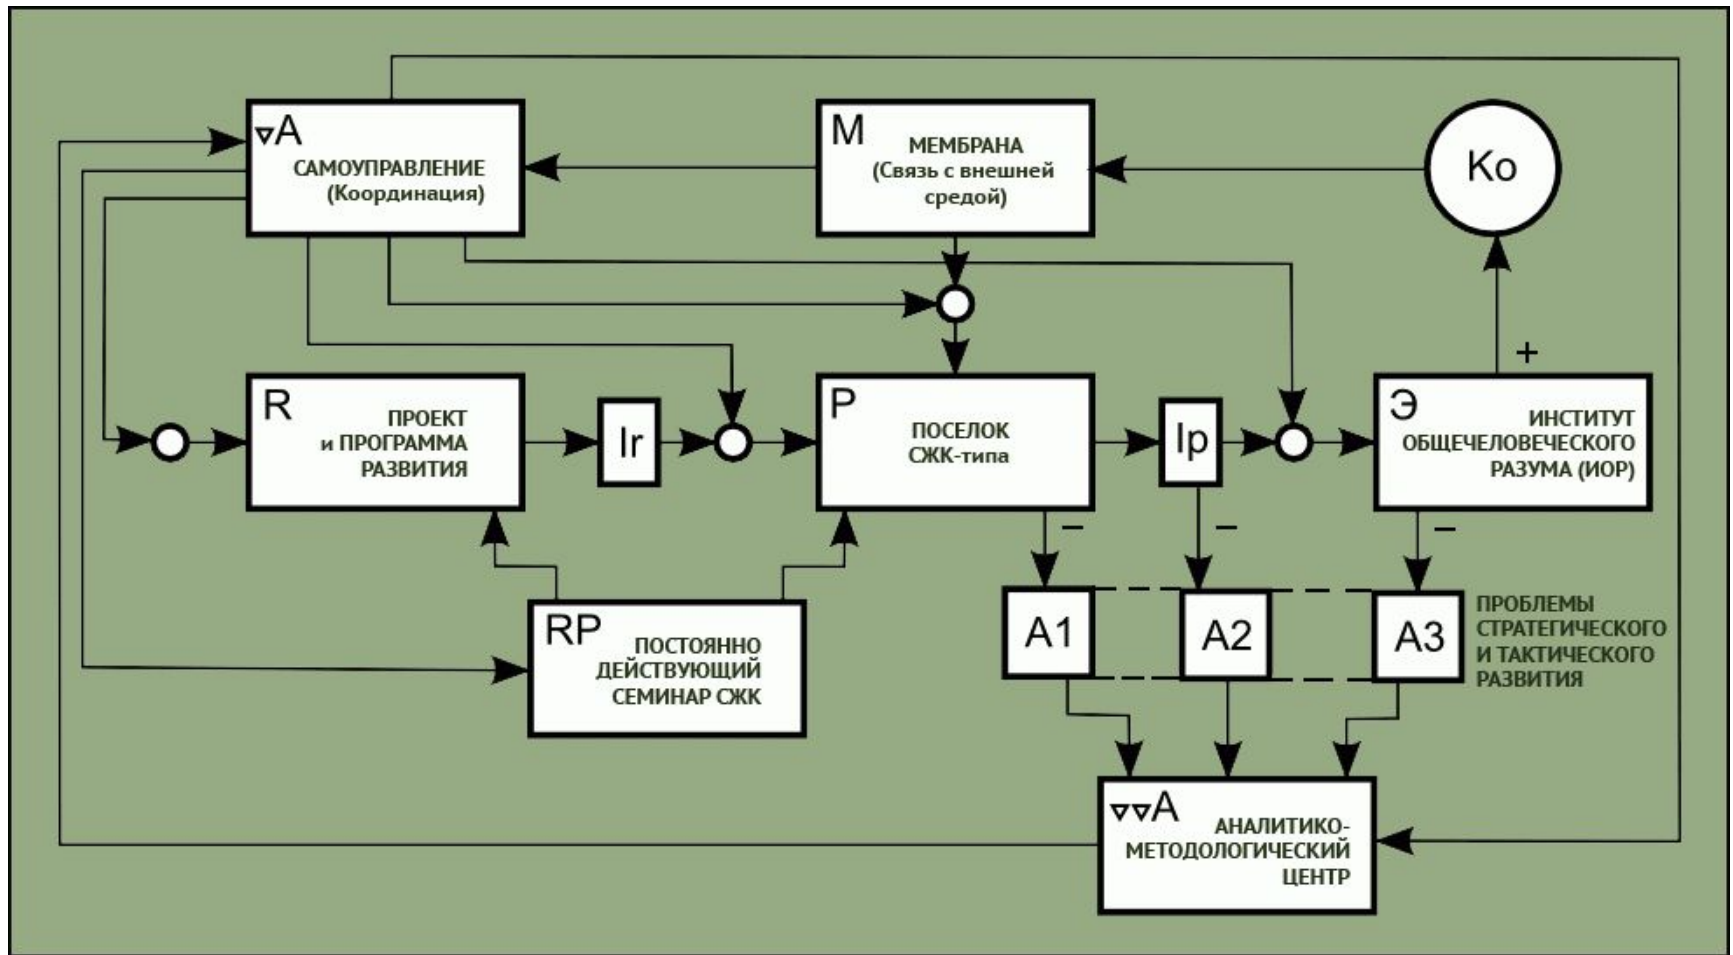 ▿A
САМОУПРАВЛЕНИЕ
(Координация)
M
МЕМБРАНА
(Связь с внешней
средой)
Ko
+
R
ПРОЕКТ
и ПРОГРАММА
РАЗВИТИЯ
Ir
P
ПОСЕЛОК
СЖК-типа
Ip
Э
ИНСТИТУТ
ОБЩЕЧЕЛОВЕЧЕСКОГО
РАЗУМА (ИОР)
–
–
–
RP
ПОСТОЯННО
ДЕЙСТВУЮЩИЙ
СЕМИНАР СЖК
A1
A2
A3
ПРОБЛЕМЫ
СТРАТЕГИЧЕСКОГО
И ТАКТИЧЕСКОГО
РАЗВИТИЯ
▿▿A
АНАЛИТИКО-
МЕТОДОЛОГИЧЕСКИЙ
ЦЕНТР